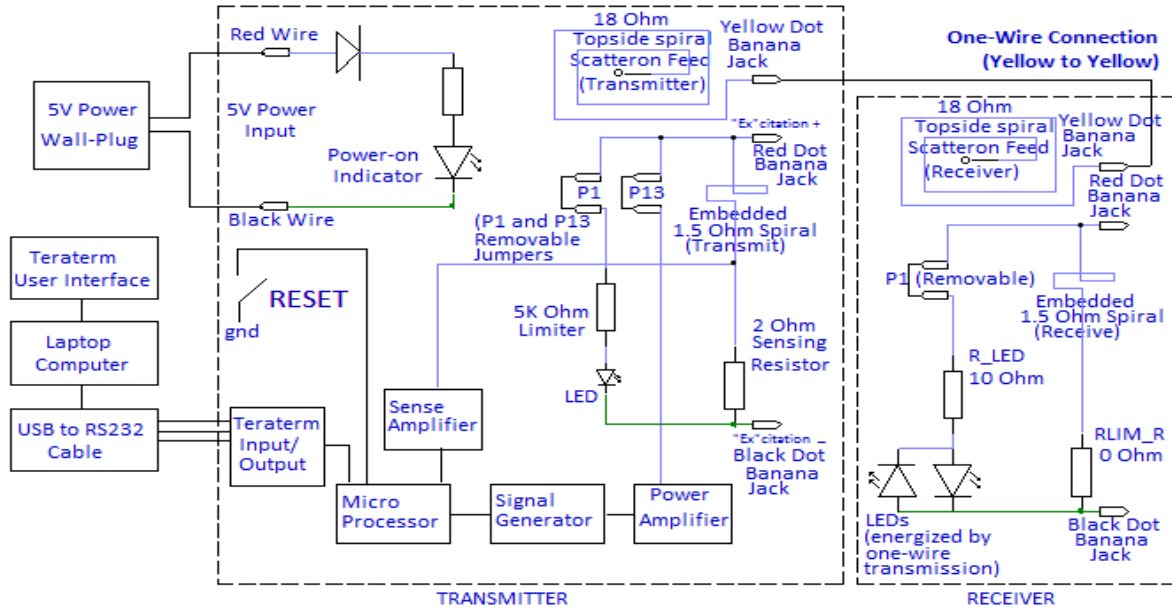 Red Wire
5V Power
Wall-Plug
5V Power
Input
Power-on
Indicator
Black Wire
18 Ohm
Topside spiral
Scatteron Feed
(Transmitter)
Yellow Dot
Banana
Jack
One-Wire Connection
(Yellow to Yellow)
"Ex"citation +
Red Dot
Banana
Jack
P1
P13
(P1 and P13
Removable
Jumpers
Embedded
1.5 Ohm Spiral
(Transmit)
18 Ohm
Topside spiral
Scatteron Feed
(Receiver)
Yellow Dot
Banana
Jack
Red Dot
Banana
Jack
P1 (Removable)
Embedded
1.5 Ohm Spiral
(Receive)
Teraterm
User Interface
RESET
gnd
Laptop
Computer
5K Ohm
Limiter
LED
2 Ohm
Sensing
Resistor
R_LED
10 Ohm
USB to RS232
Cable
Teraterm
Input/
Output
Sense
Amplifier
"Ex"citation _
Black Dot
Banana
Jack
RLIM_R
0 Ohm
Micro
Processor
Signal
Generator
Power
Amplifier
LEDs
(energized by
one-wire
transmission)
Black Dot
Banana
Jack
TRANSMITTER
RECEIVER